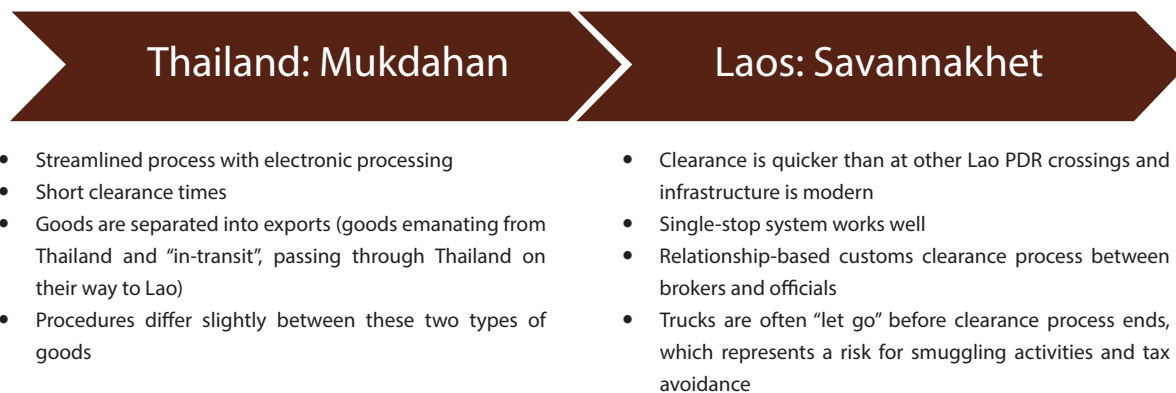 Thailand: Mukdahan
Laos: Savannakhet
• Streamlined process with electronic processing
• Short clearance times
• Goods are separated into exports (goods emanating from
Thailand and “in-transit”, passing through Thailand on
their way to Lao)
• Procedures differ slightly between these two types of
goods
• Clearance is quicker than at other Lao PDR crossings and
infrastructure is modern
• Single-stop system works well
• Relationship-based customs clearance process between
brokers and officials
• Trucks are often “let go” before clearance process ends,
which represents a risk for smuggling activities and tax
avoidance